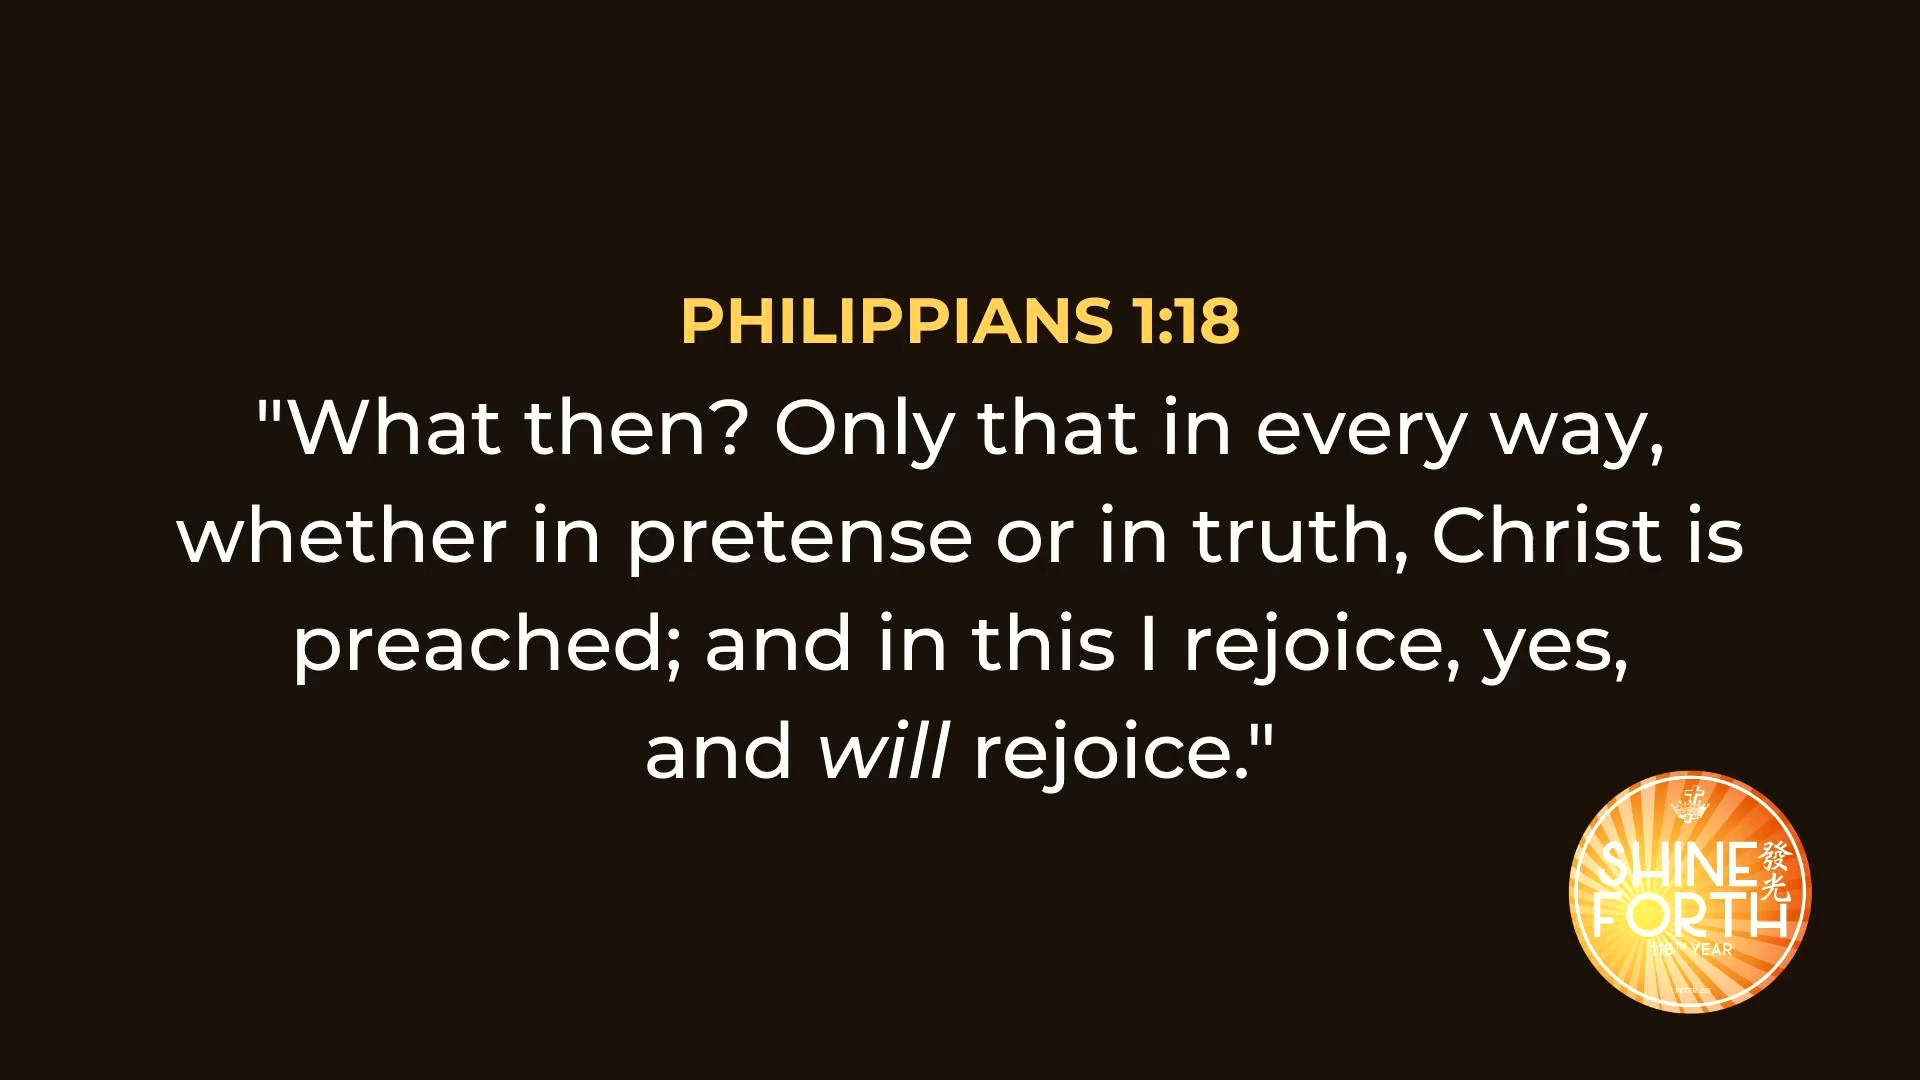 PHILIPPIANS 1:18
"What then? Only that in every way,
whether in pretense or in truth, Christ is
preached; and in this I rejoice, yes,
and will rejoice."
SHINE
發光
FORTH
YEAR